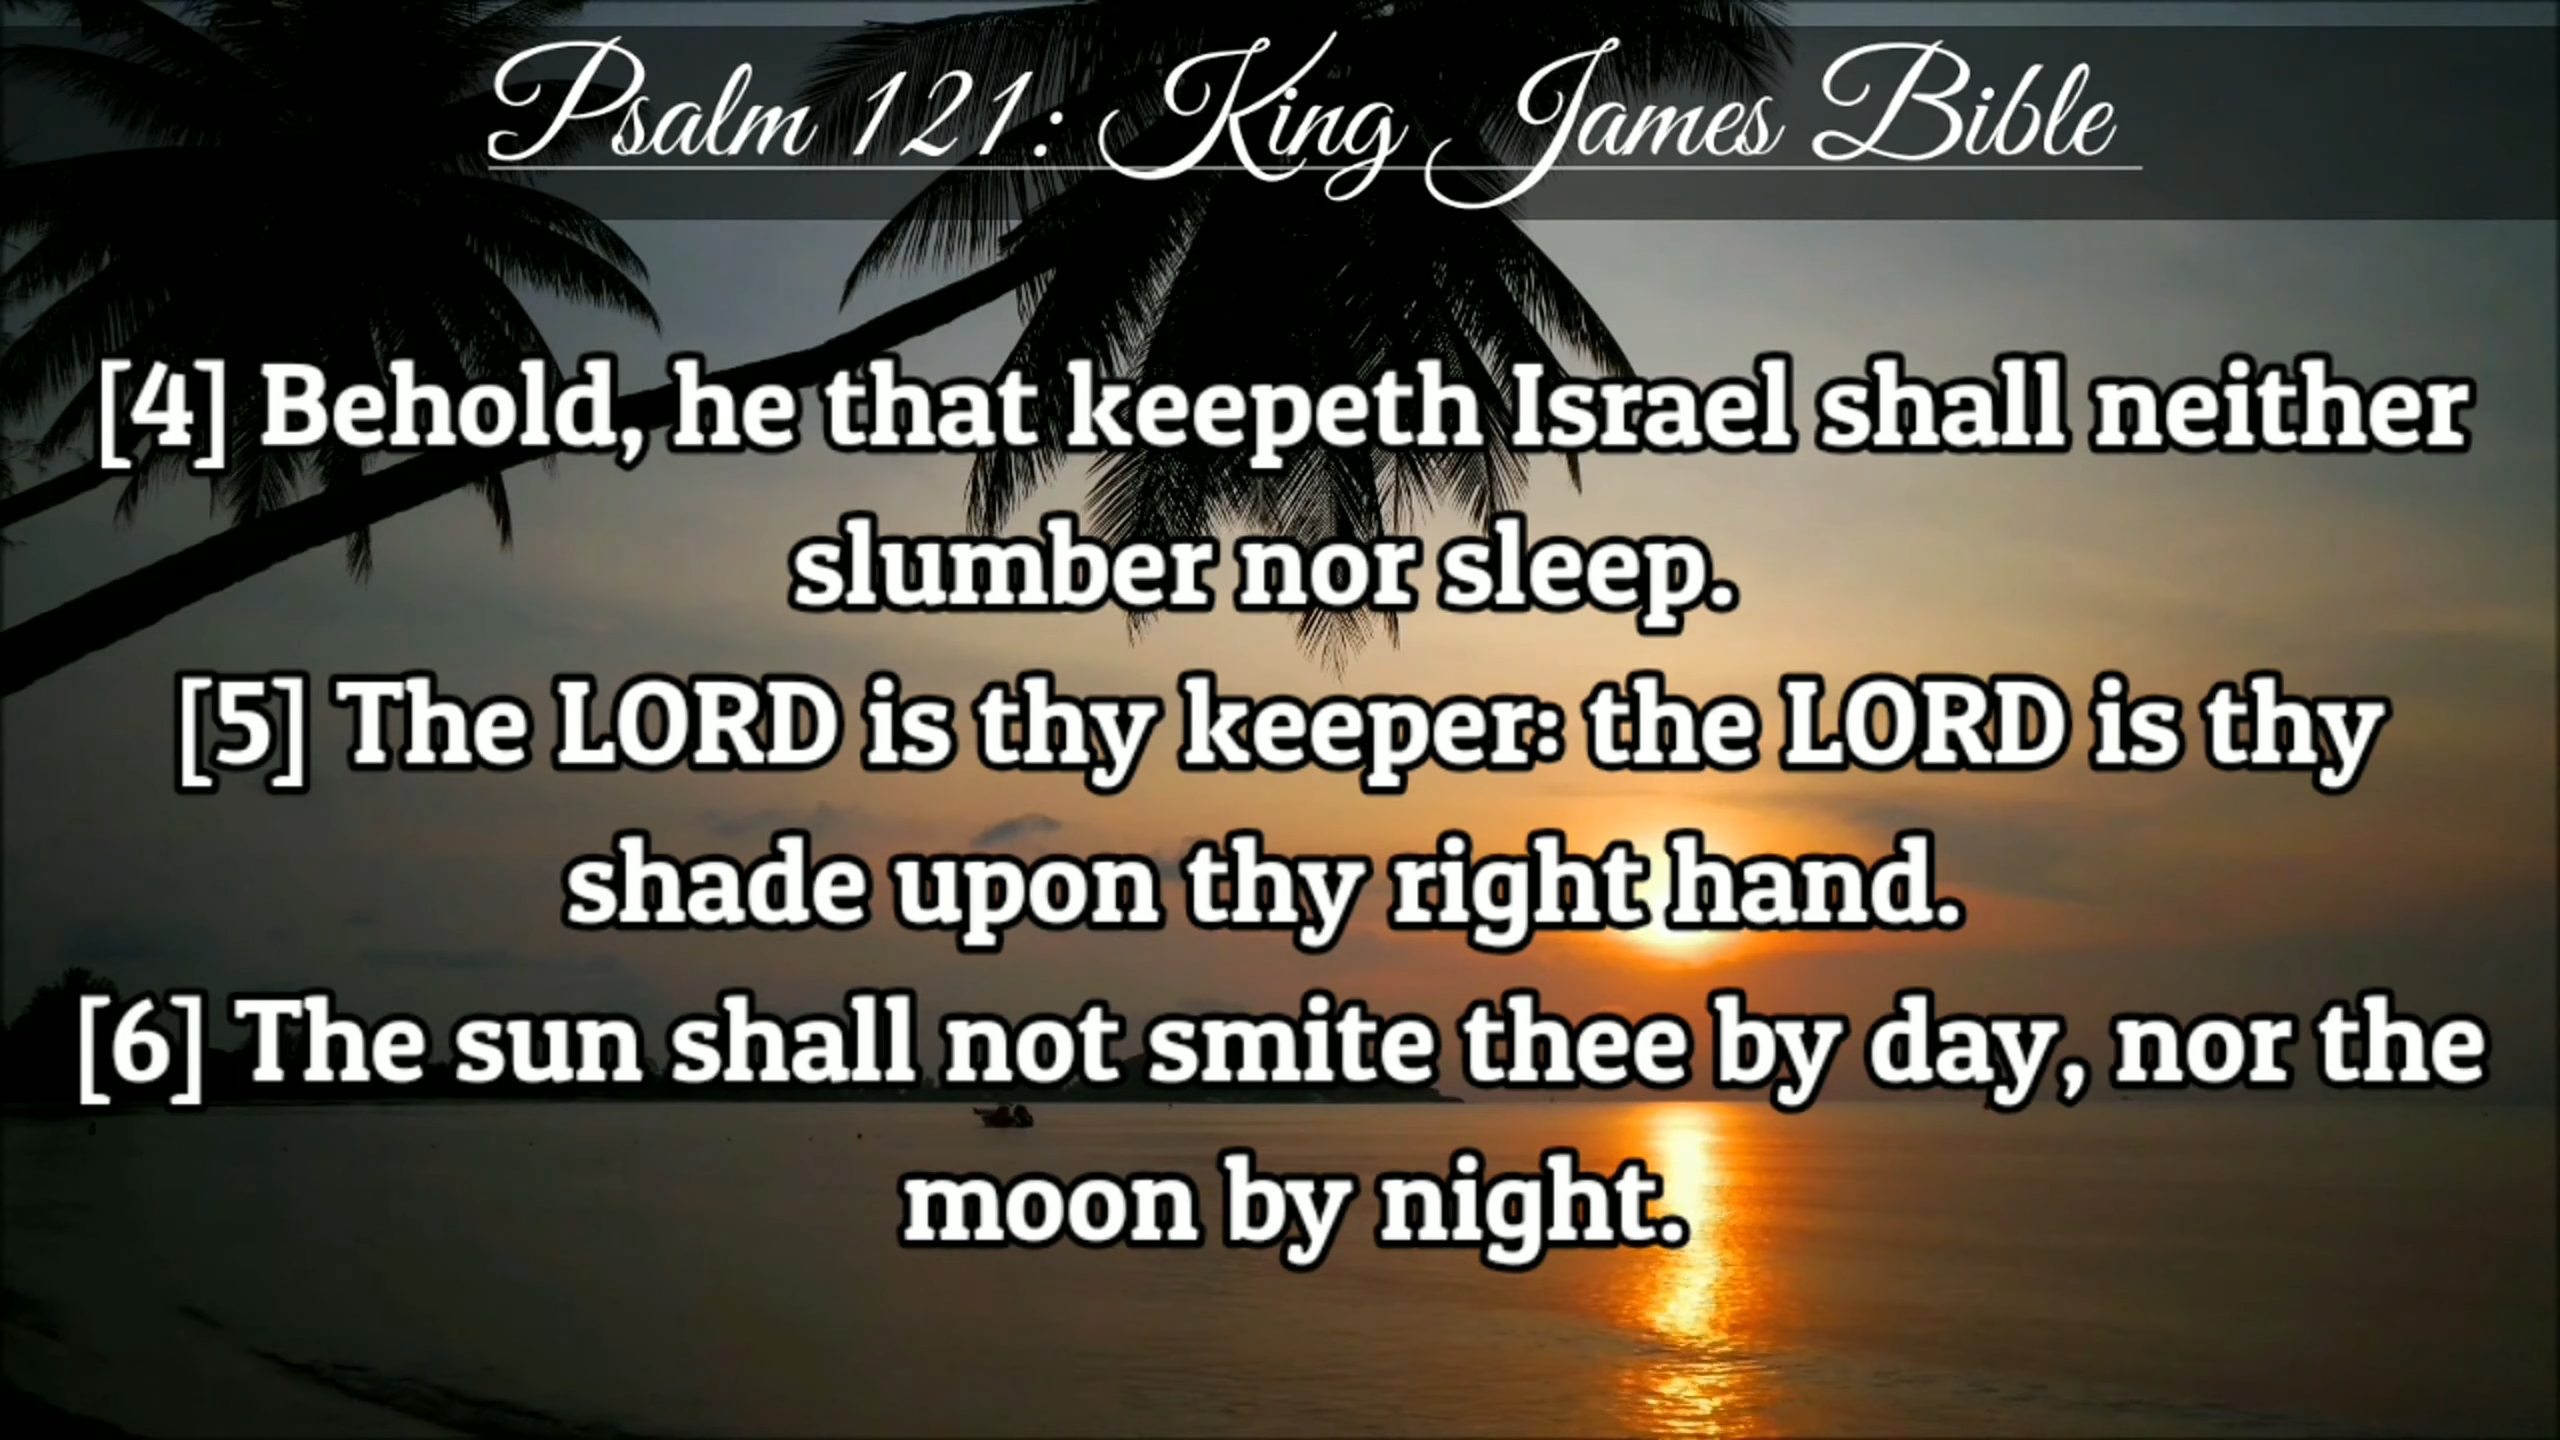 Psalm 121: King James Bible
[4] Behold, he that keepeth Israel shall neither
slumber nor sleep.
[5] The LORD is thy keeper: the LORD is thy
shade upon thy right hand.
[6] The sun shall not smite thee by day, nor the
moon by night.